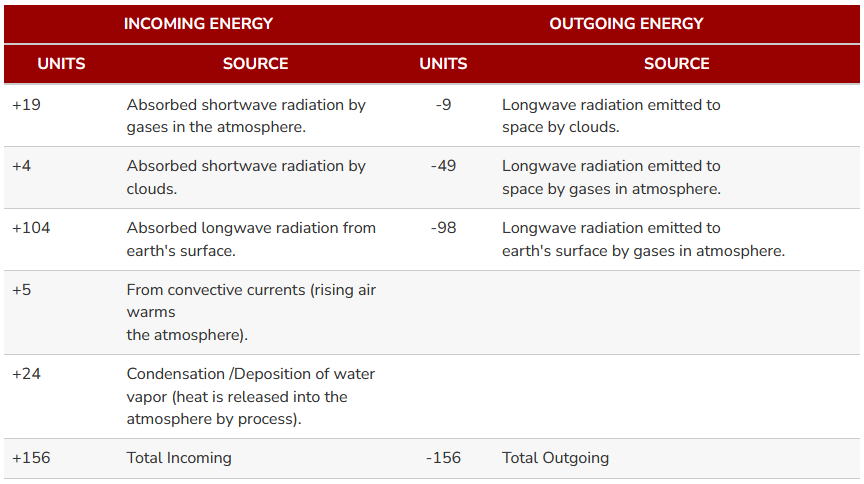 INCOMING ENERGY OUTGOING ENERGY
UNITS SOURCE UNITS SOURCE
+19 Absorbed shortwave radiation by -9 Longwave radiation emitted to
gases in the atmosphere. space by clouds.
+4 Absorbed shortwave radiation by -49 Longwave radiation emitted to
clouds. space by gases in atmosphere.
+104 Absorbed longwave radiation from -98 Longwave radiation emitted to
earth's surface. earth's surface by gases in atmosphere.
+5 From convective currents (rising air
warms
the atmosphere).
+24 Condensation /Deposition of water
vapor (heat is released into the
atmosphere by process).
+156 Total Incoming -156 Total Outgoing